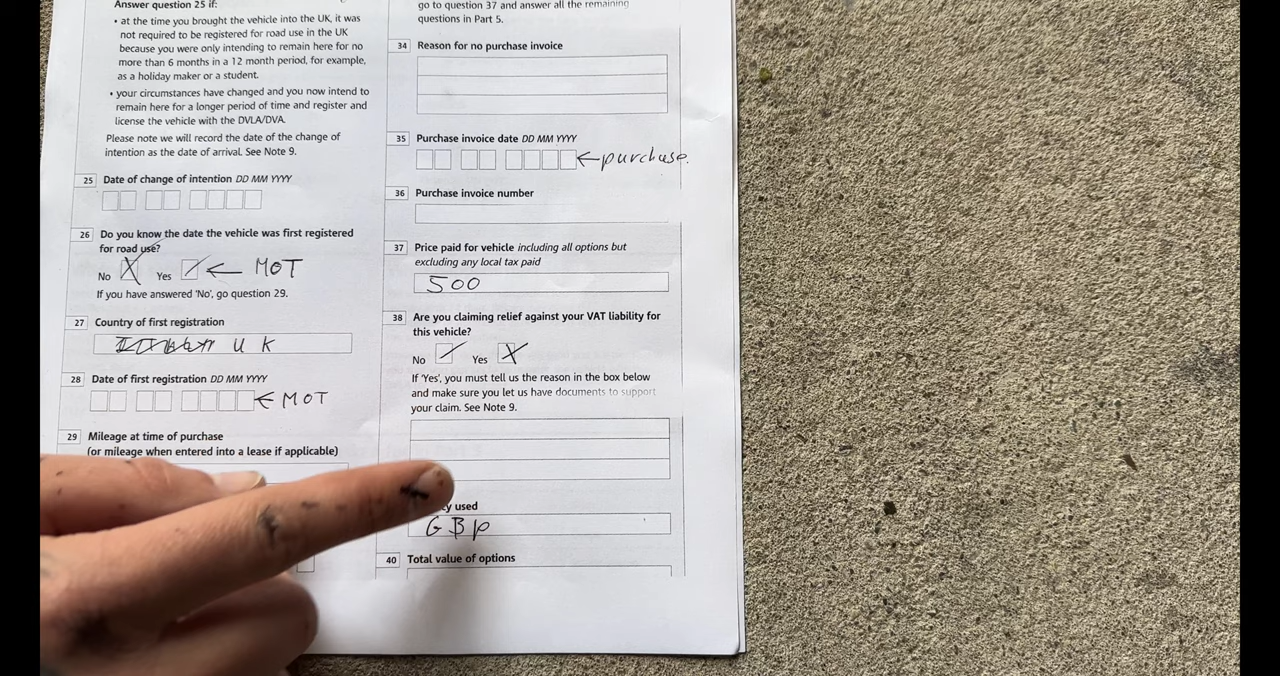 Answer question 25 if:
• at the time you brought the vehicle into the UK, it was
not required to be registered for road use in the UK
because you were only intending to remain here for no
more than 6 months in a 12 month period, for example,
as a holiday maker or a student.
• your circumstances have changed and you now intend to
remain here for a longer period of time and register and
license the vehicle with the DVLA/DVA.
Please note we will record the date of the change of
intention as the date of arrival. See Note 9.
25 Date of change of intention DD MM YYYY
26 Do you know the date the vehicle was first registered
for road use?
No X Yes / ← MOT
If you have answered 'No', go question 29.
27 Country of first registration
UK
28 Date of first registration DD MM YYYY
← MOT
29 Mileage at time of purchase
(or mileage when entered into a lease if applicable)
go to question 37 and answer all the remaining
questions in Part 5.
34 Reason for no purchase invoice
35 Purchase invoice date DD MM YYYY
← purchase.
36 Purchase invoice number
37 Price paid for vehicle including all options but
excluding any local tax paid
500
38 Are you claiming relief against your VAT liability for
this vehicle?
No / Yes X
If 'Yes', you must tell us the reason in the box below
and make sure you let us have documents to support
your claim. See Note 9.
used
GBP
40 Total value of options